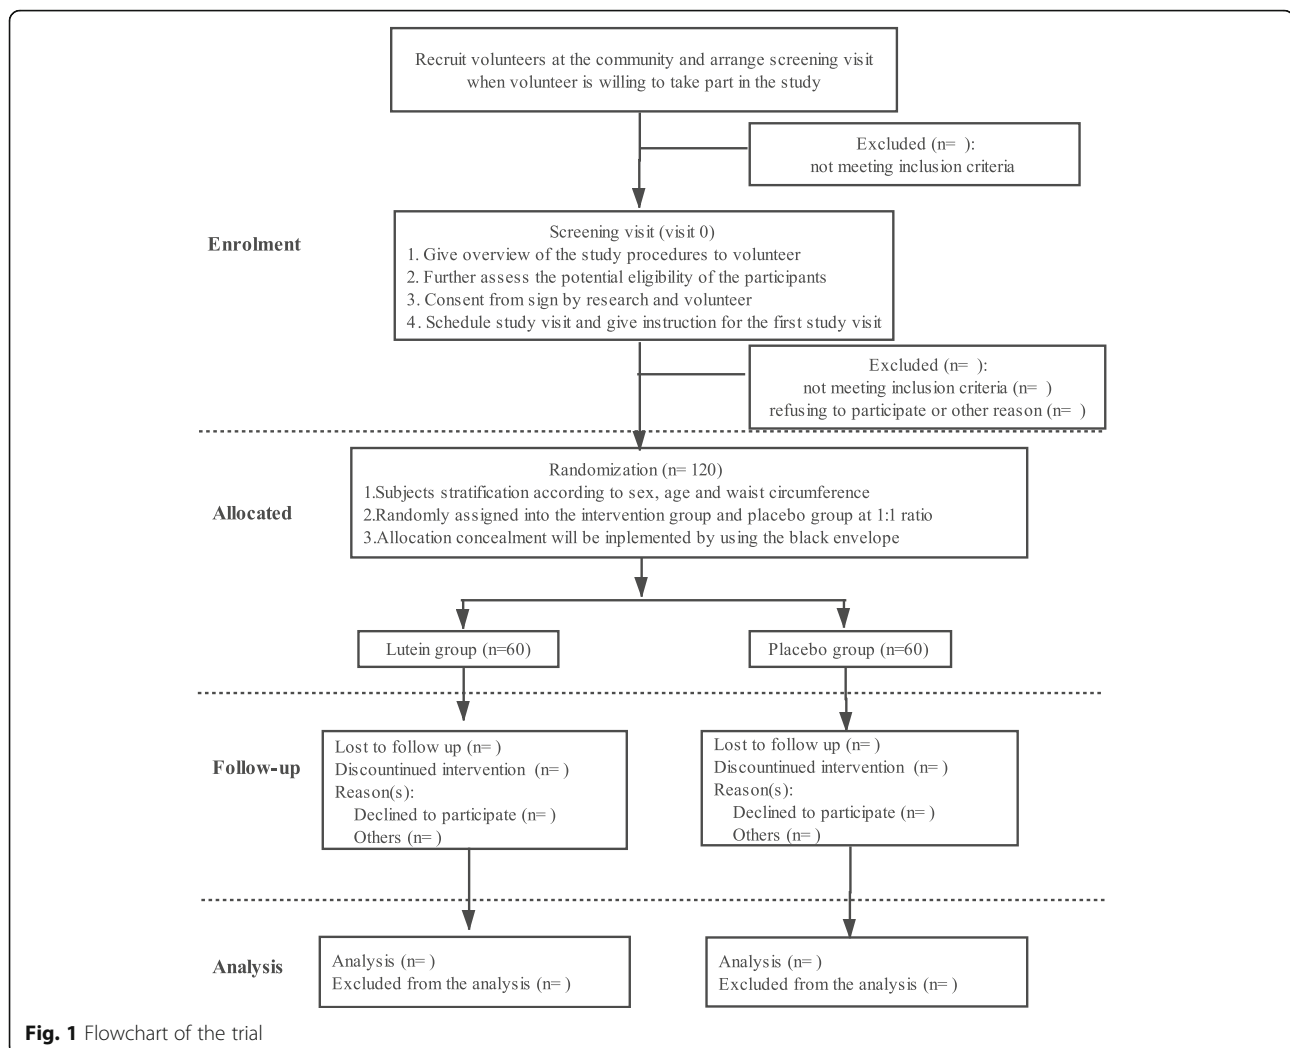 Recruit volunteers at the community and arrange screening visit
when volunteer is willing to take part in the study
Excluded (n= ):
not meeting inclusion criteria
Enrolment
Screening visit (visit 0)
1. Give overview of the study procedures to volunteer
2. Further assess the potential eligibility of the participants
3. Consent from sign by research and volunteer
4. Schedule study visit and give instruction for the first study visit
Excluded (n= ):
not meeting inclusion criteria (n= )
refusing to participate or other reason (n= )
Allocated
Randomization (n= 120)
1.Subjects stratification according to sex, age and waist circumference
2.Randomly assigned into the intervention group and placebo group at 1:1 ratio
3.Allocation concealment will be inplemented by using the black envelope
Lutein group (n=60)
Placebo group (n=60)
Follow-up
Lost to follow up (n= )
Discountinued intervention (n= )
Reason(s):
Declined to participate (n= )
Others (n= )
Lost to follow up (n= )
Discountinued intervention (n= )
Reason(s):
Declined to participate (n= )
Others (n= )
Analysis
Analysis (n= )
Excluded from the analysis (n= )
Analysis (n= )
Excluded from the analysis (n= )
Fig. 1 Flowchart of the trial